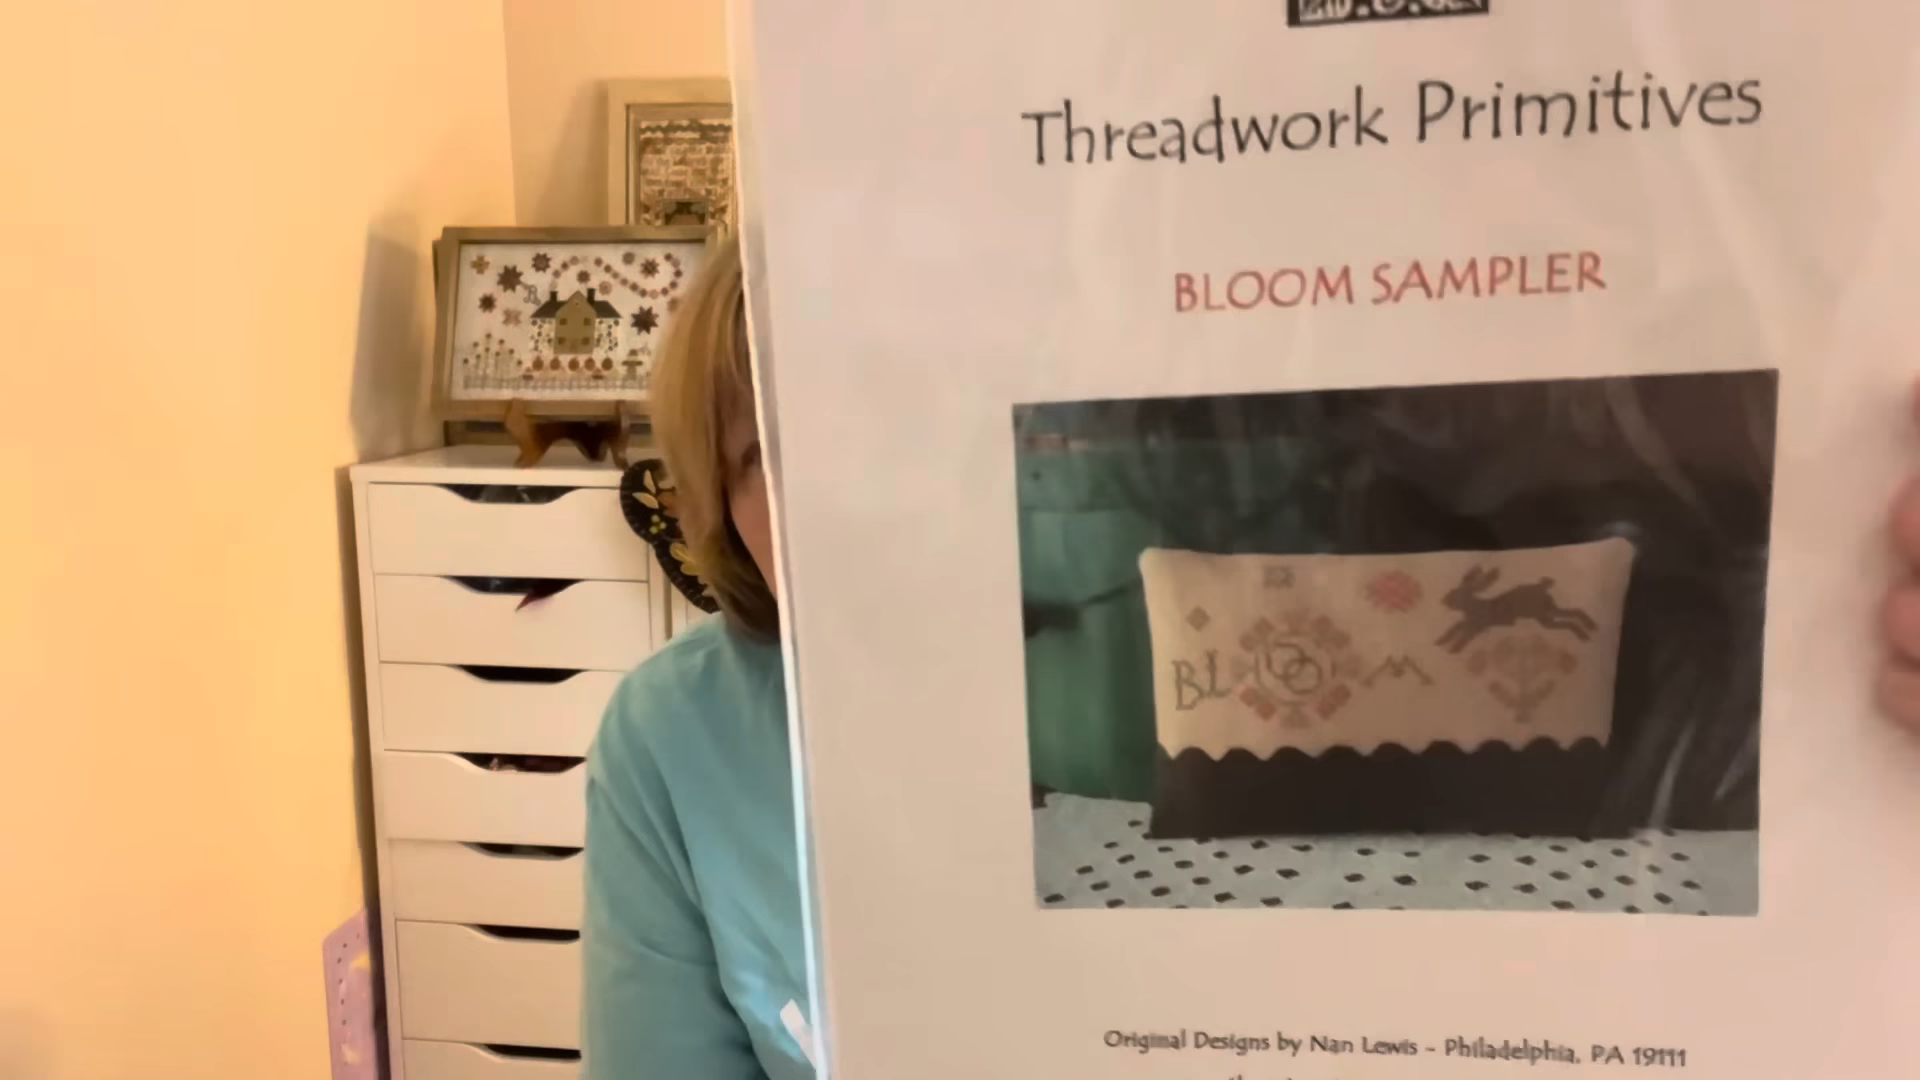 Threadwork Primitives
BLOOM SAMPLER
BLOOM
Original Designs by Nan Lewis - Philadelphia, PA 19111